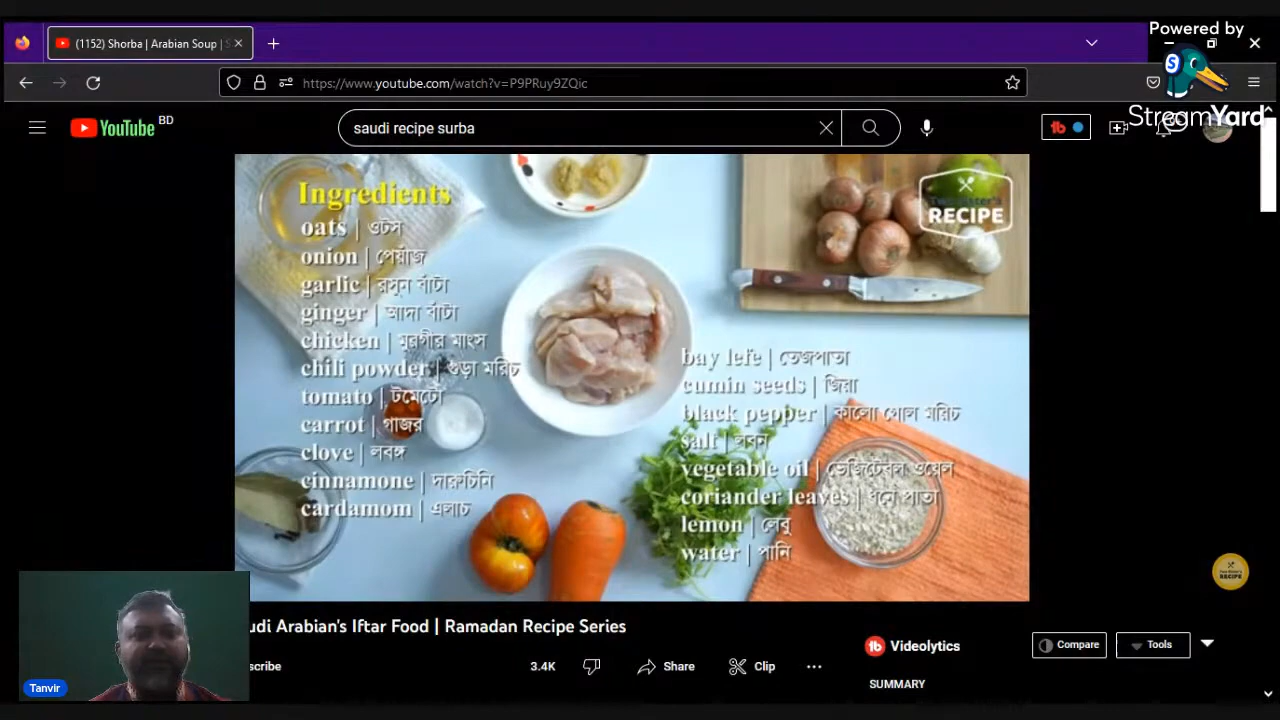 Powered by
StreamYard
(1152) Shorba | Arabian Soup | S
https://www.youtube.com/watch?v=P9PRuy9ZQic
YouTube BD
saudi recipe surba
Ingredients
oats | ওটস
onion | পেয়াঁজ
garlic | রসুন বাঁটা
ginger | আদা বাঁটা
chicken | মুরগীর মাংস
chili powder | গুড়া মরিচ
tomato | টমেটো
carrot | গাজর
clove | লবঙ্গ
cinnamone | দারুচিনি
cardamom | এলাচ
RECIPE
bay lefe | তেজপাতা
cumin seeds | জিরা
black pepper | কালো গোল মরিচ
salt | লবন
vegetable oil | ভেজিটেবল ওয়েল
coriander leaves | ধনে পাতা
lemon | লেবু
water | পানি
RECIPE
udi Arabian's Iftar Food | Ramadan Recipe Series
scribe
3.4K
Share
Clip
Videolytics
Compare
Tools
SUMMARY
Tanvir